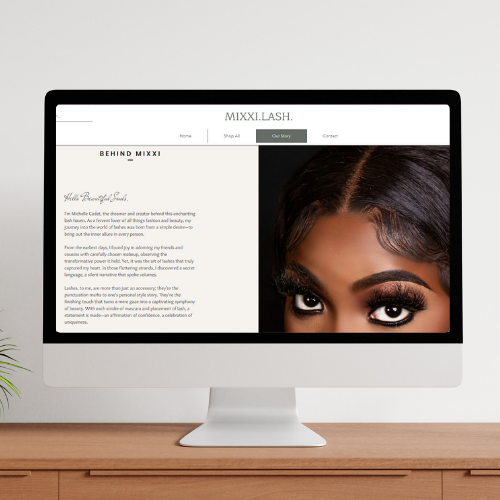 MIXXI.LASH.
Home
Shop All
Our Story
Contact
BEHIND MIXXI
Hello Beautiful Souls,
I'm Michelle Cadet, the dreamer and creator behind this enchanting
lash haven. As a fervent lover of all things fashion and beauty, my
journey into the world of lashes was born from a simple desire—to
bring out the inner allure in every person.
From the earliest days, I found joy in adorning my friends and
cousins with carefully chosen makeup, observing the
transformative power it held. Yet, it was the art of lashes that truly
captured my heart. In those fluttering strands, I discovered a secret
language, a silent narrative that spoke volumes.
Lashes, to me, are more than just an accessory; they're the
punctuation marks to one's personal style story. They're the
finishing touch that turns a mere gaze into a captivating symphony
of beauty. With each stroke of mascara and placement of lash, a
statement is made—an affirmation of confidence, a celebration of
uniqueness.